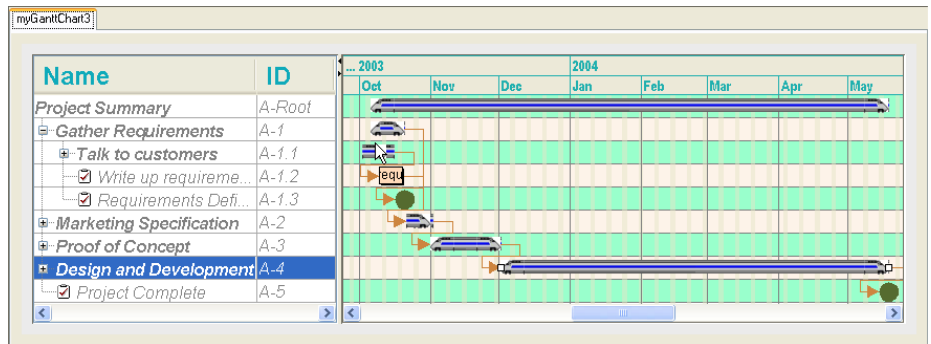 myGanttChart3
Name ID ... 2003 2004
Oct Nov Dec Jan Feb Mar Apr May
Project Summary A-Root
Gather Requirements A-1
Talk to customers A-1.1
Write up requireme... A-1.2 equ
Requirements Defi... A-1.3
Marketing Specification A-2
Proof of Concept A-3
Design and Development A-4
Project Complete A-5